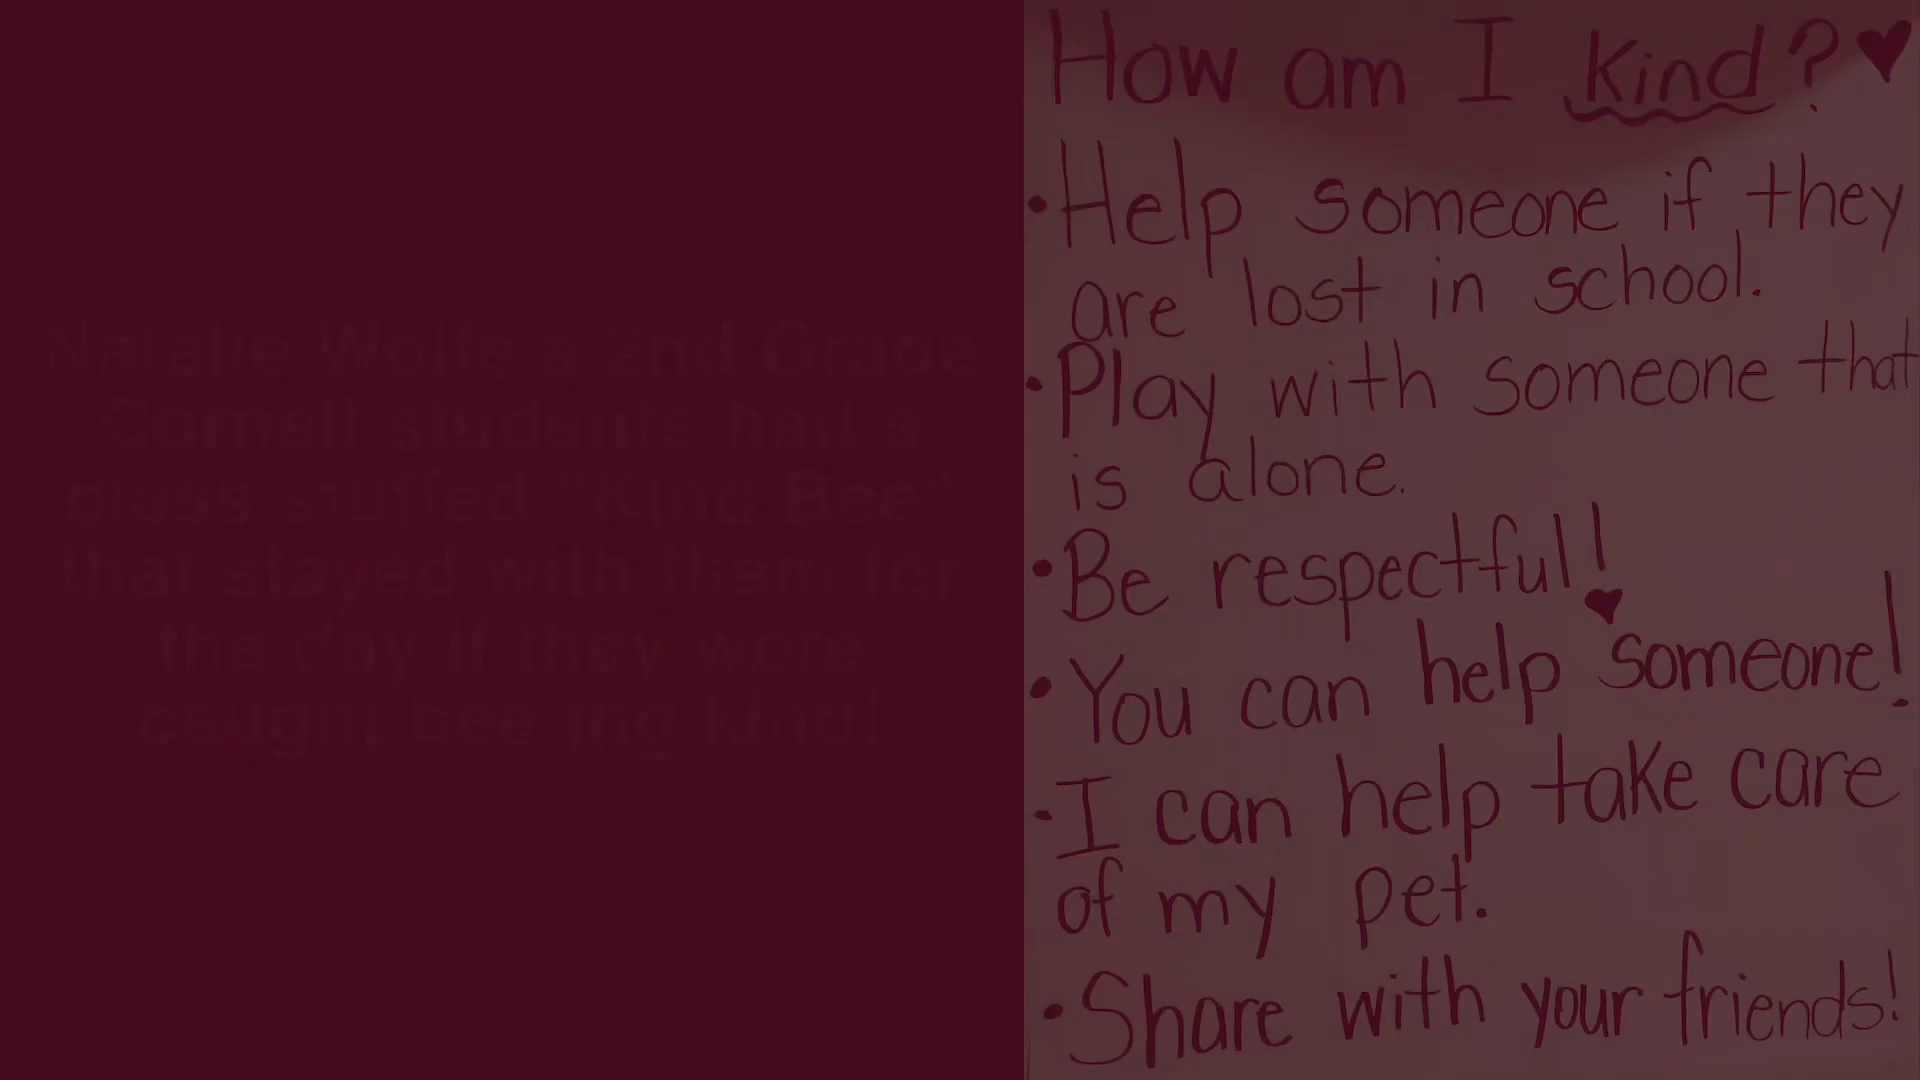 Natalie Wolfe's 2nd Grade
Cornell students had a
class stuffed "Kind Bee"
that stayed with them for
the day if they were
caught bee ing kind!
How am I kind? ♥
• Help someone if they
are lost in school.
• Play with someone that
is alone.
• Be respectful!
• You can help someone!
• I can help take care
of my pet.
• Share with your friends!